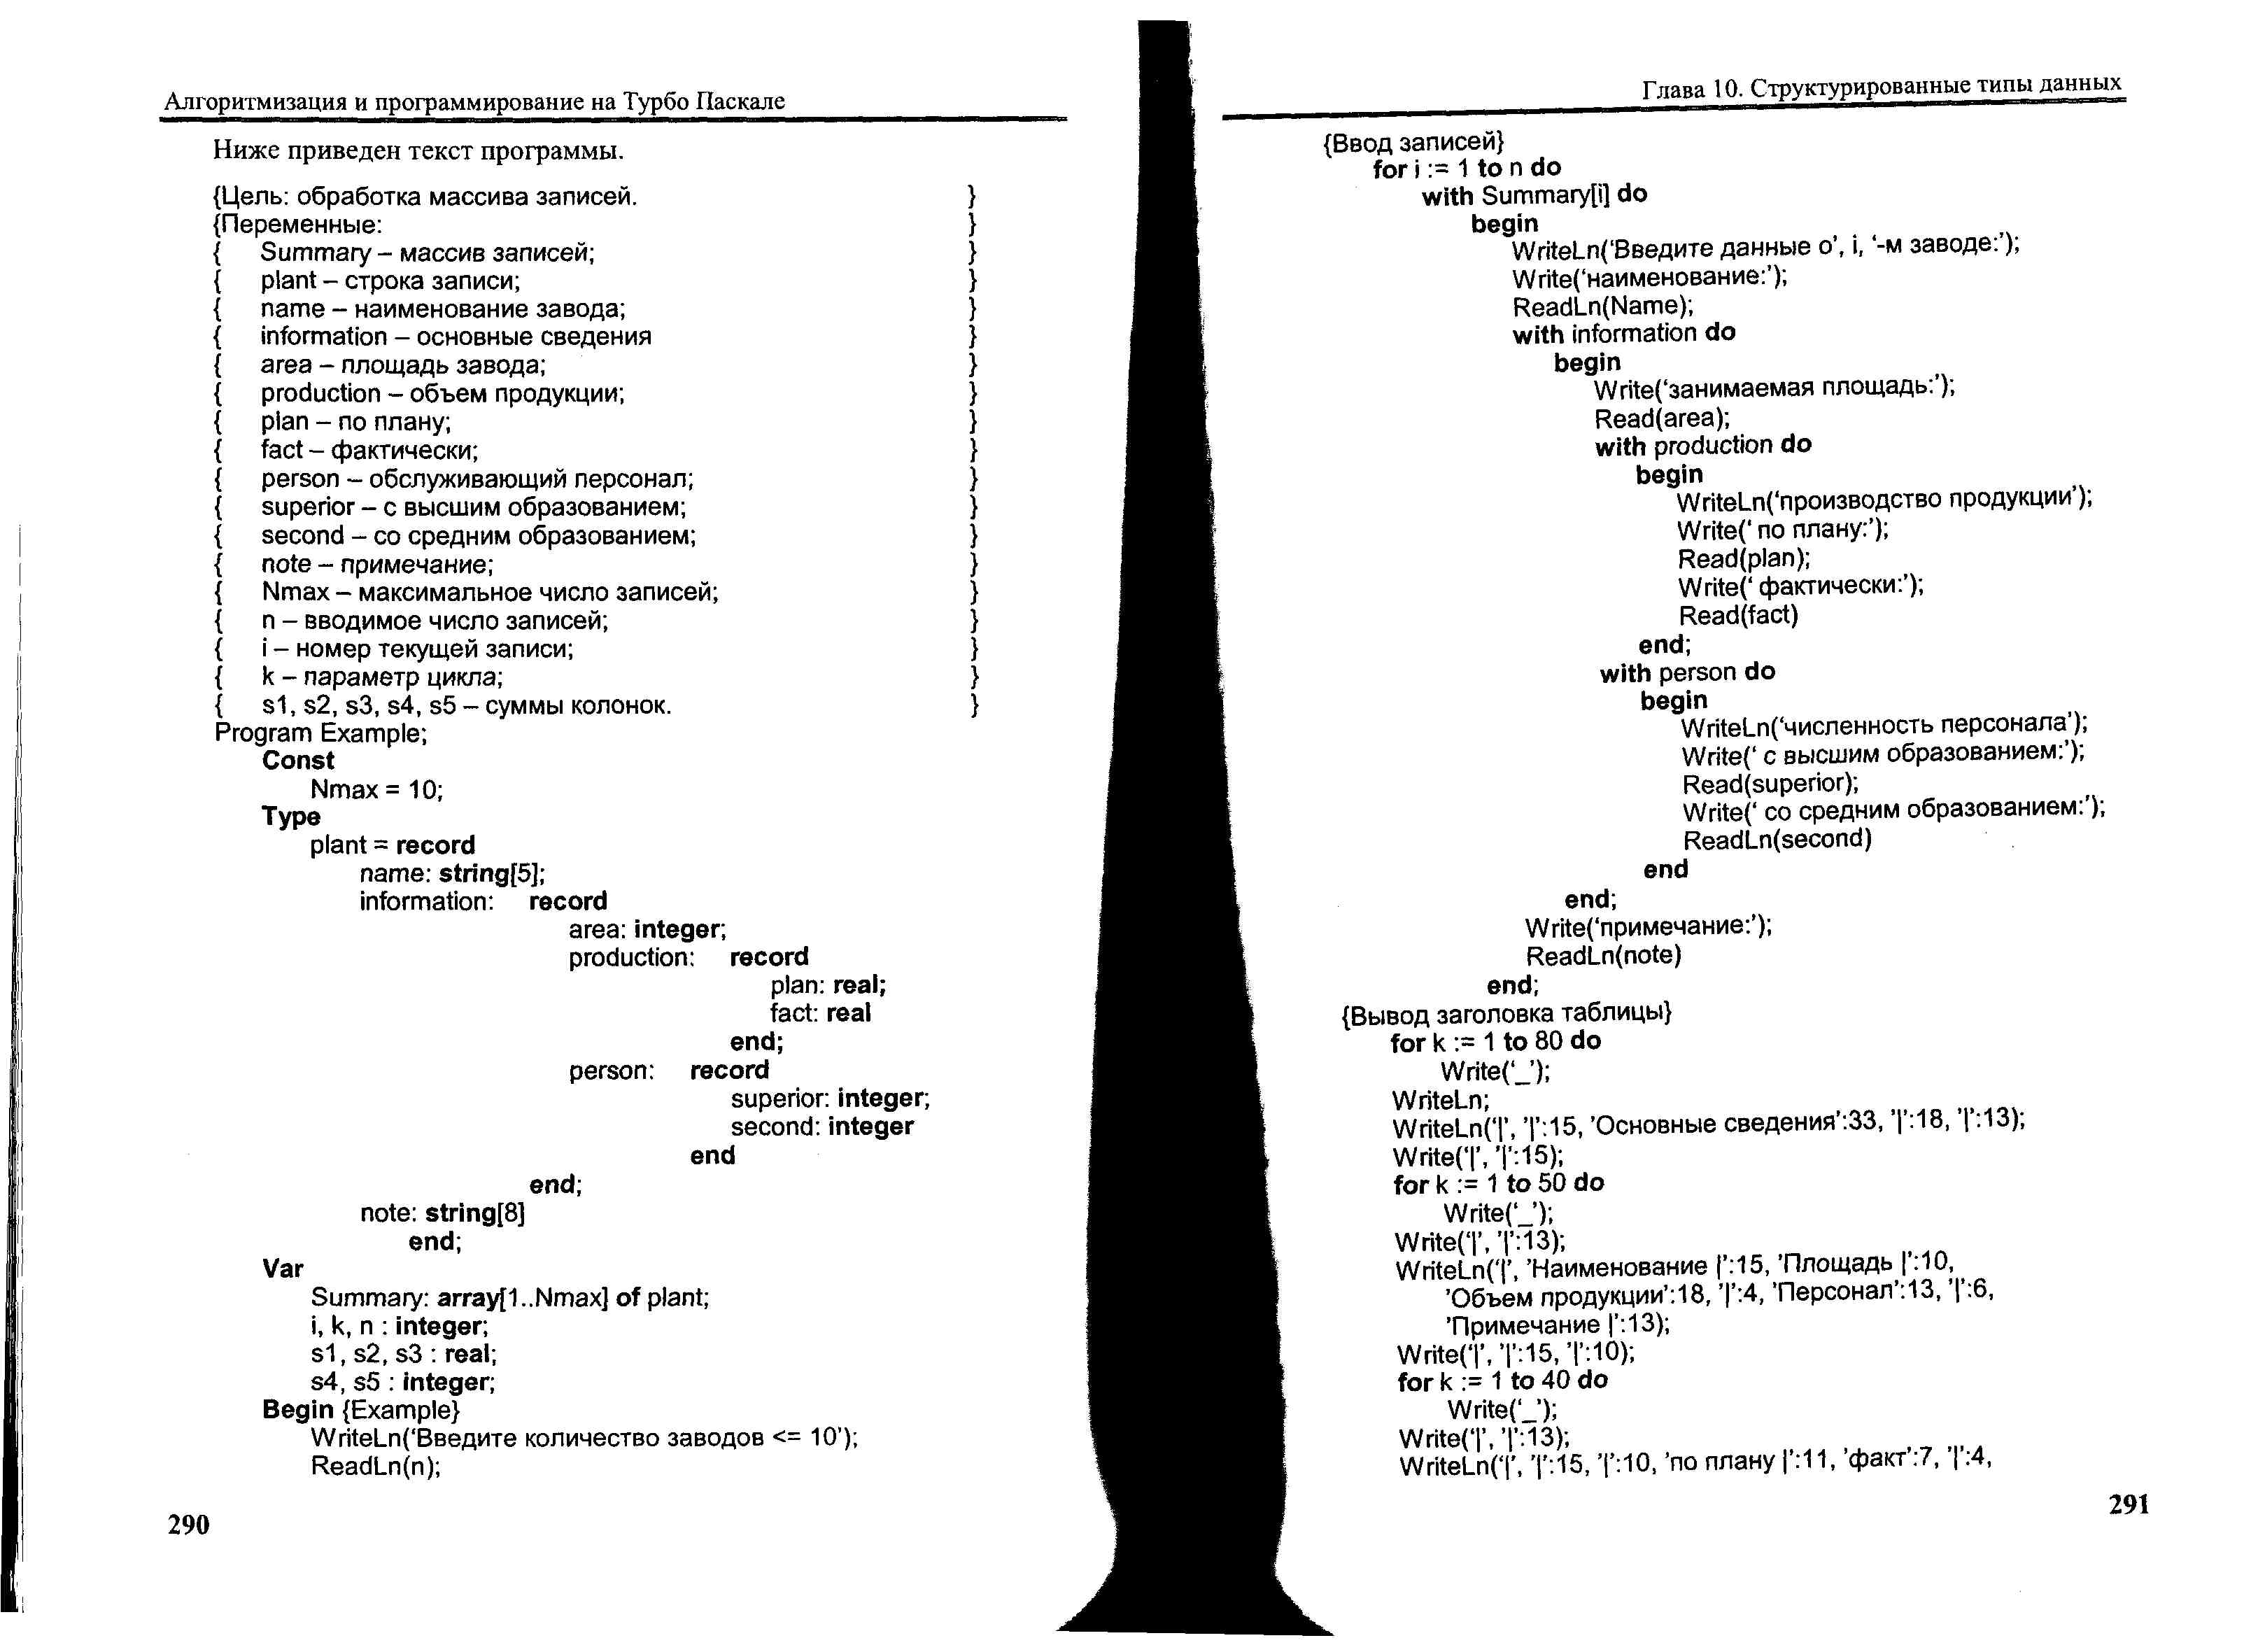 Алгоритмизация и программирование на Турбо Паскале
Ниже приведен текст программы.
{Цель: обработка массива записей. }
{Переменные: }
{ Summary – массив записей; }
{ plant – строка записи; }
{ name – наименование завода; }
{ information – основные сведения }
{ area – площадь завода; }
{ production – объем продукции; }
{ plan – по плану; }
{ fact – фактически; }
{ person – обслуживающий персонал; }
{ superior – с высшим образованием; }
{ second – со средним образованием; }
{ note – примечание; }
{ Nmax – максимальное число записей; }
{ n – вводимое число записей; }
{ i – номер текущей записи; }
{ k – параметр цикла; }
{ s1, s2, s3, s4, s5 – суммы колонок. }
Program Example;
Const
Nmax = 10;
Type
plant = record
name: string[5];
information: record
area: integer;
production: record
plan: real;
fact: real
end;
person: record
superior: integer;
second: integer
end
end;
note: string[8]
end;
Var
Summary: array[1..Nmax] of plant;
i, k, n : integer;
s1, s2, s3 : real;
s4, s5 : integer;
Begin {Example}
WriteLn(‘Введите количество заводов <= 10’);
ReadLn(n);
290
Глава 10. Структурированные типы данных
{Ввод записей}
for i := 1 to n do
with Summary[i] do
begin
WriteLn(‘Введите данные о’, i, ‘-м заводе:’);
Write(‘наименование:’);
ReadLn(Name);
with information do
begin
Write(‘занимаемая площадь:’);
Read(area);
with production do
begin
WriteLn(‘производство продукции’);
Write(‘ по плану:’);
Read(plan);
Write(‘ фактически:’);
Read(fact)
end;
with person do
begin
WriteLn(‘численность персонала’);
Write(‘ с высшим образованием:’);
Read(superior);
Write(‘ со средним образованием:’);
ReadLn(second)
end
end;
Write(‘примечание:’);
ReadLn(note)
end;
{Вывод заголовка таблицы}
for k := 1 to 80 do
Write(‘_’);
WriteLn;
WriteLn(‘|’, ’|’:15, ’Основные сведения’:33, ’|’:18, ’|’:13);
Write(‘|’, ’|’:15);
for k := 1 to 50 do
Write(‘_’);
Write(‘|’, ’|’:13);
WriteLn(‘|’, ’Наименование |’:15, ’Площадь |’:10,
’Объем продукции’:18, ’|’:4, ’Персонал’:13, ’|’:6,
’Примечание |’:13);
Write(‘|’, ’|’:15, ’|’:10);
for k := 1 to 40 do
Write(‘_’);
Write(‘|’, ’|’:13);
WriteLn(‘|’, ’|’:15, ’|’:10, ’по плану |’:11, ’факт’:7, ’|’:4,
291